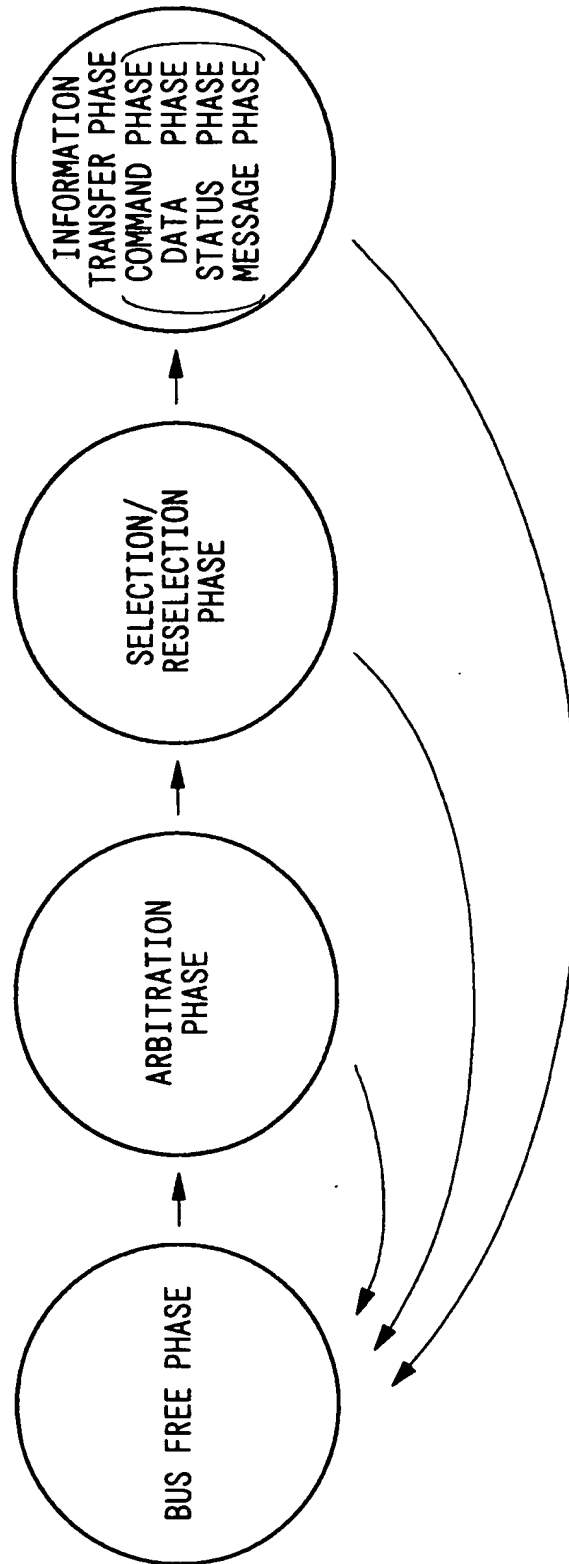 BUS FREE PHASE
ARBITRATION
PHASE
SELECTION/
RESELECTION
PHASE
INFORMATION
TRANSFER PHASE
COMMAND PHASE
DATA PHASE
STATUS PHASE
MESSAGE PHASE